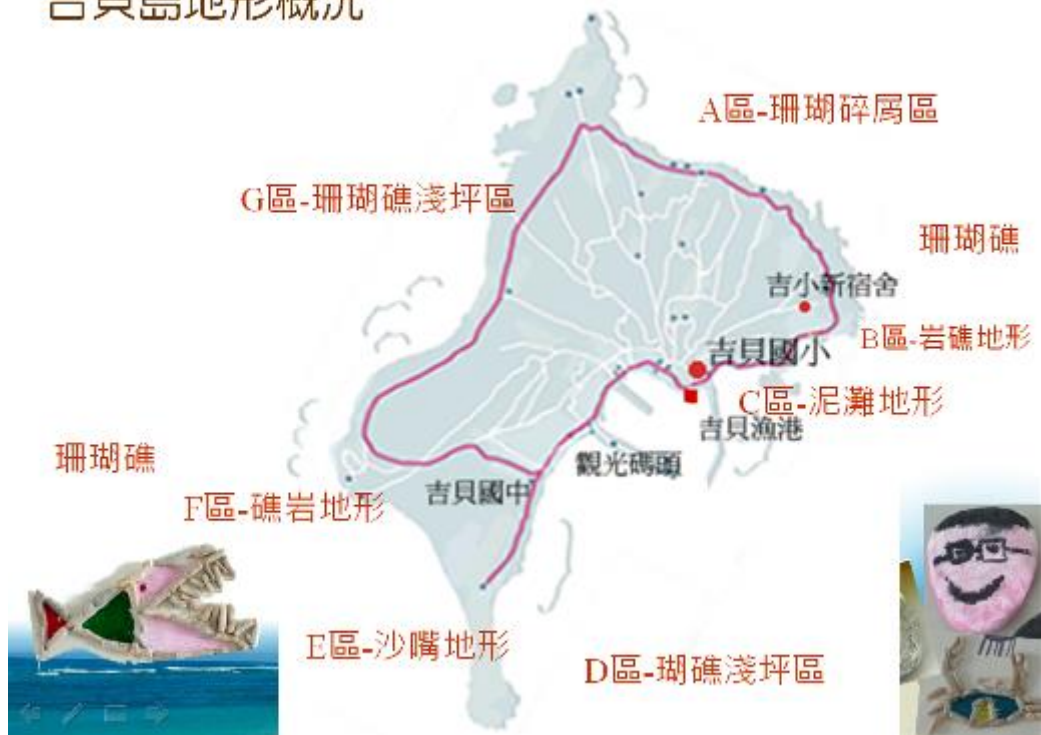 吉貝島地形概況
A區-珊瑚碎屑區
G區-珊瑚礁淺坪區
珊瑚礁
吉小新宿舍
B區-岩礁地形
吉貝國小
C區-泥灘地形
吉貝漁港
觀光碼頭
珊瑚礁
吉貝國中
F區-礁岩地形
E區-沙嘴地形
D區-瑚礁淺坪區